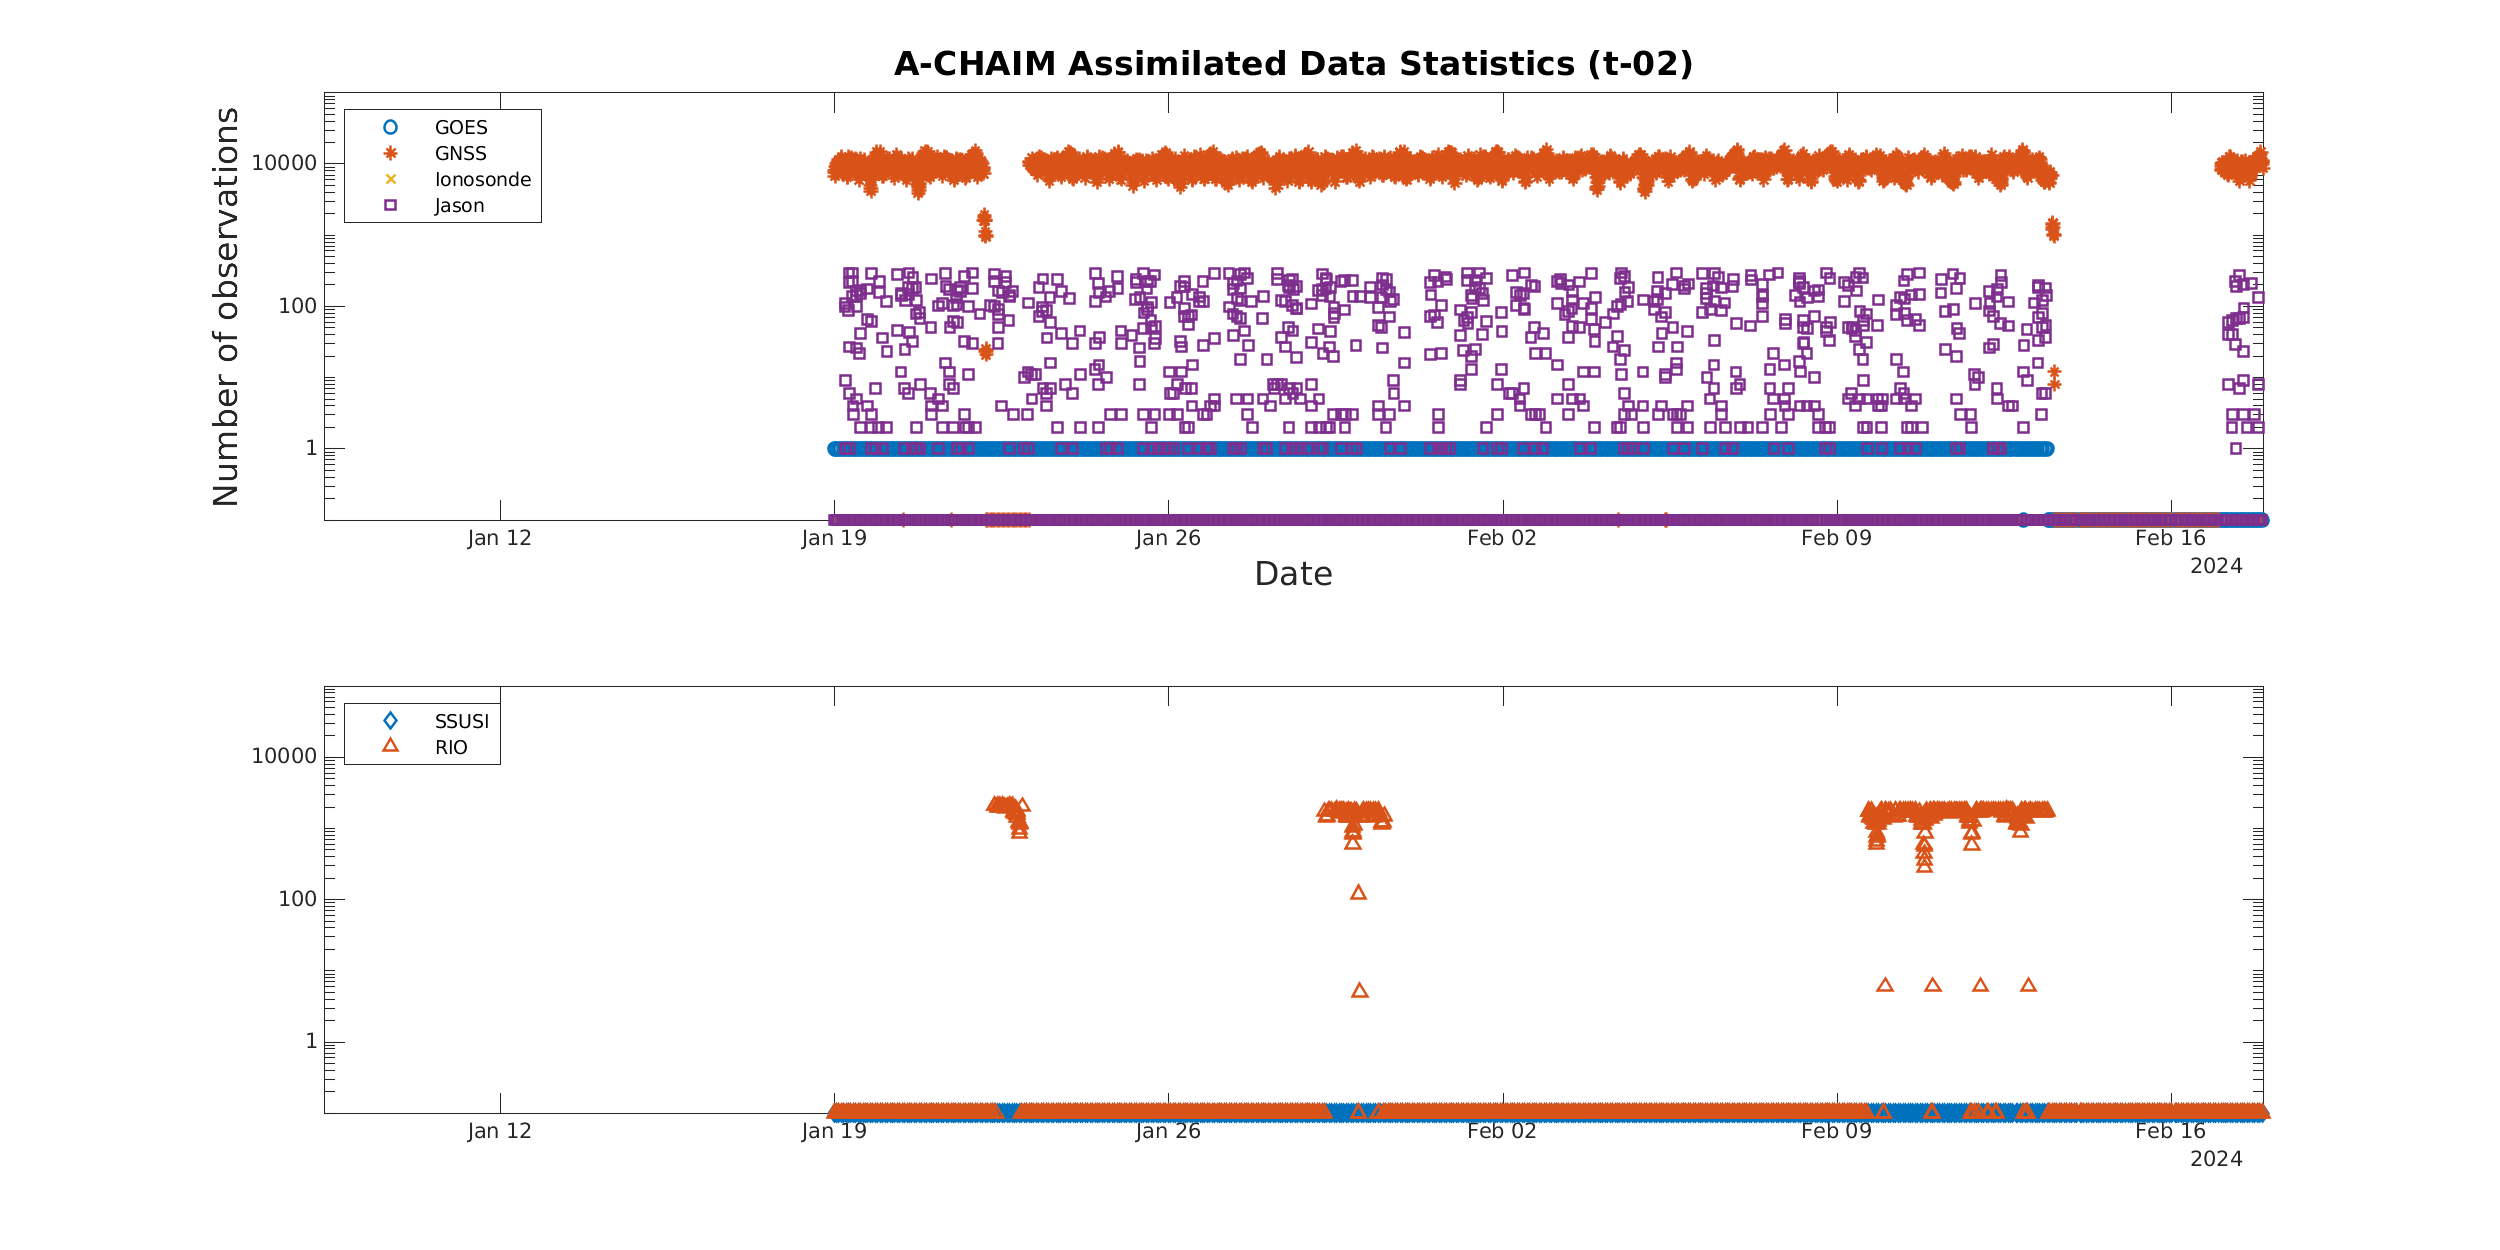 A-CHAIM Assimilated Data Statistics (t-02)
Number of observations
10000
100
1
GOES
GNSS
Ionosonde
Jason
Jan 12
Jan 19
Jan 26
Feb 02
Feb 09
Feb 16
2024
Date
10000
100
1
SSUSI
RIO
Jan 12
Jan 19
Jan 26
Feb 02
Feb 09
Feb 16
2024